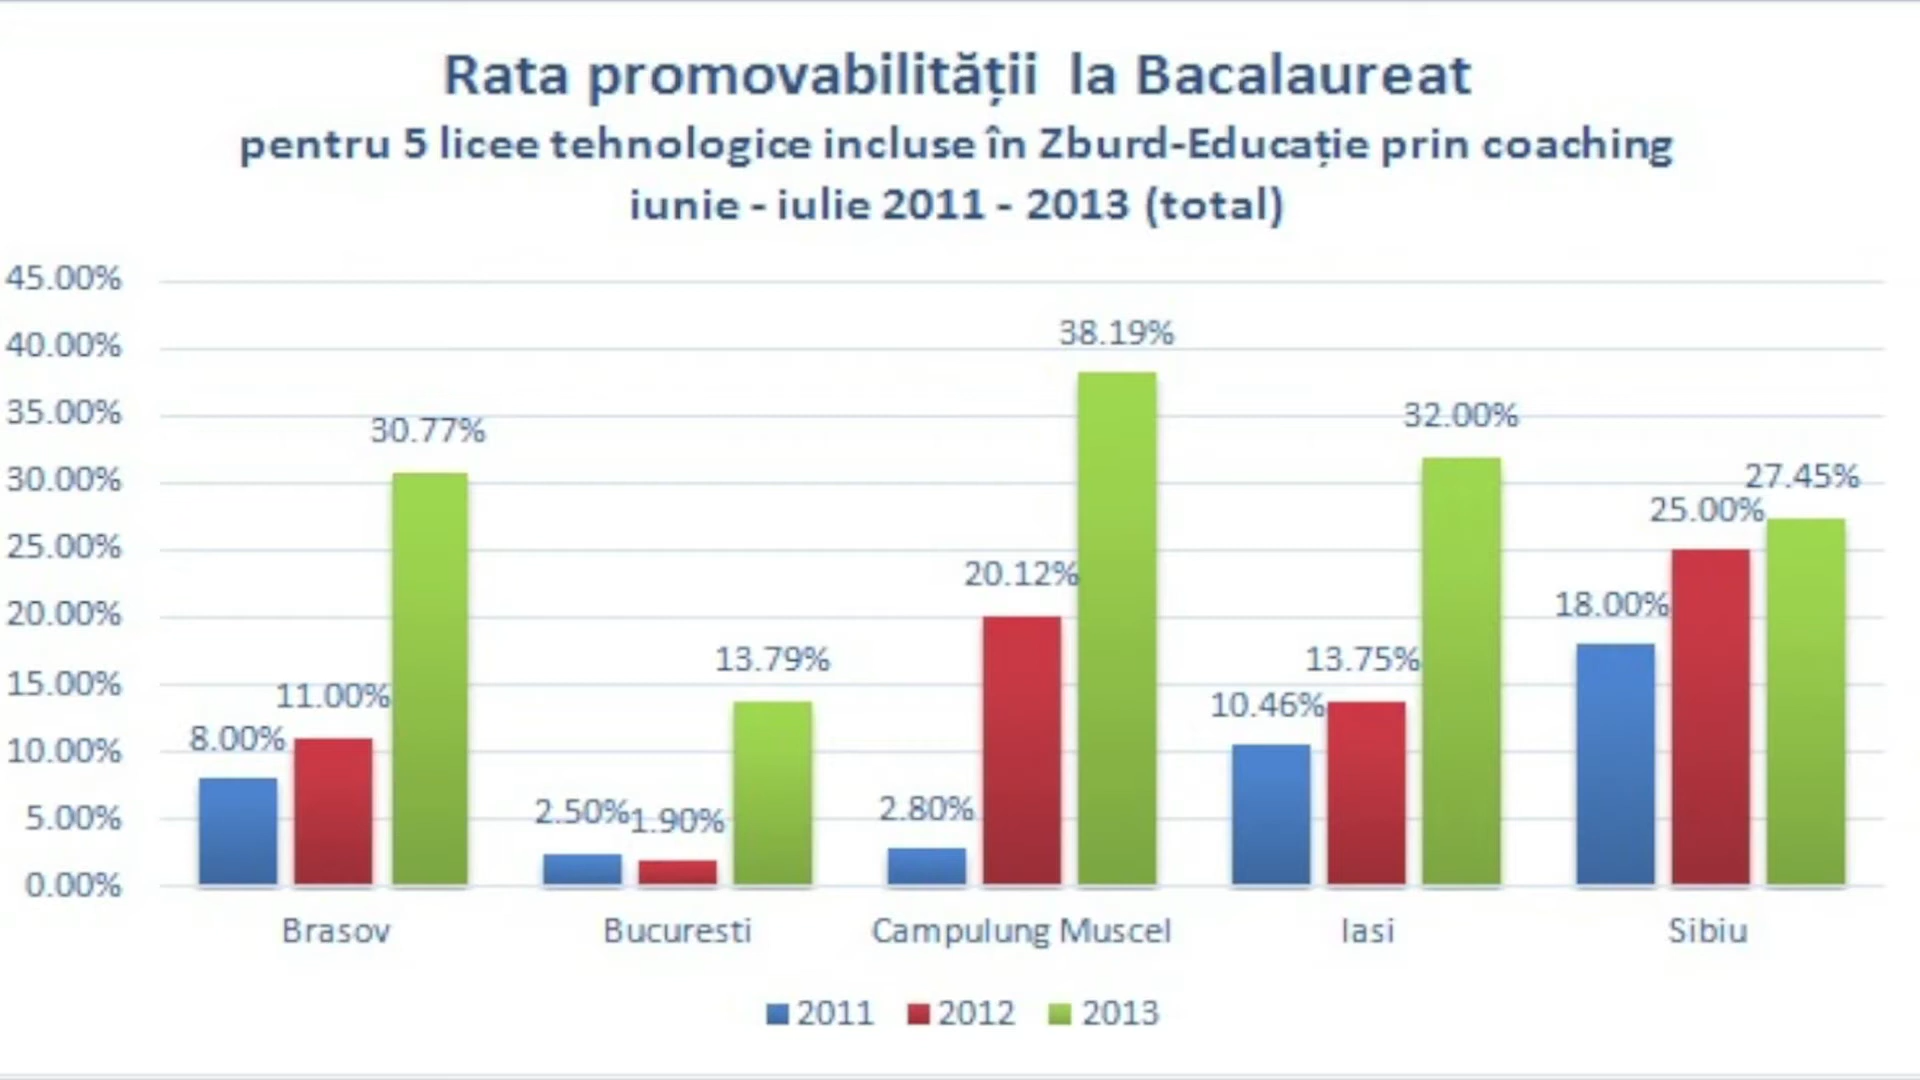 Rata promovabilității la Bacalaureat
pentru 5 licee tehnologice incluse în Zburd-Educație prin coaching
iunie - iulie 2011 - 2013 (total)
45.00%
40.00%
35.00%
30.00%
25.00%
20.00%
15.00%
10.00%
5.00%
0.00%
8.00%
11.00%
30.77%
2.50%
1.90%
13.79%
2.80%
20.12%
38.19%
10.46%
13.75%
32.00%
18.00%
25.00%
27.45%
Brasov
Bucuresti
Campulung Muscel
Iasi
Sibiu
2011 2012 2013